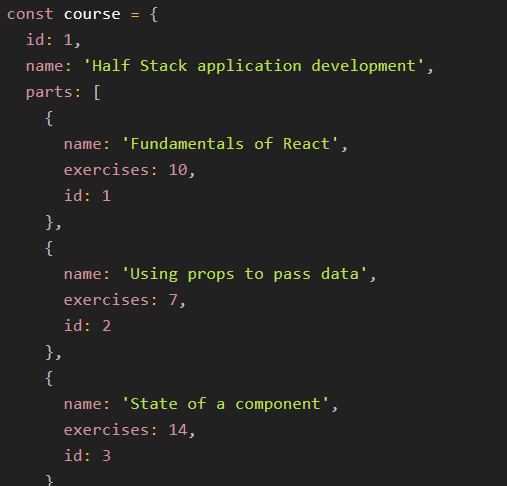 const course = {
  id: 1,
  name: 'Half Stack application development',
  parts: [
    {
      name: 'Fundamentals of React',
      exercises: 10,
      id: 1
    },
    {
      name: 'Using props to pass data',
      exercises: 7,
      id: 2
    },
    {
      name: 'State of a component',
      exercises: 14,
      id: 3
    }